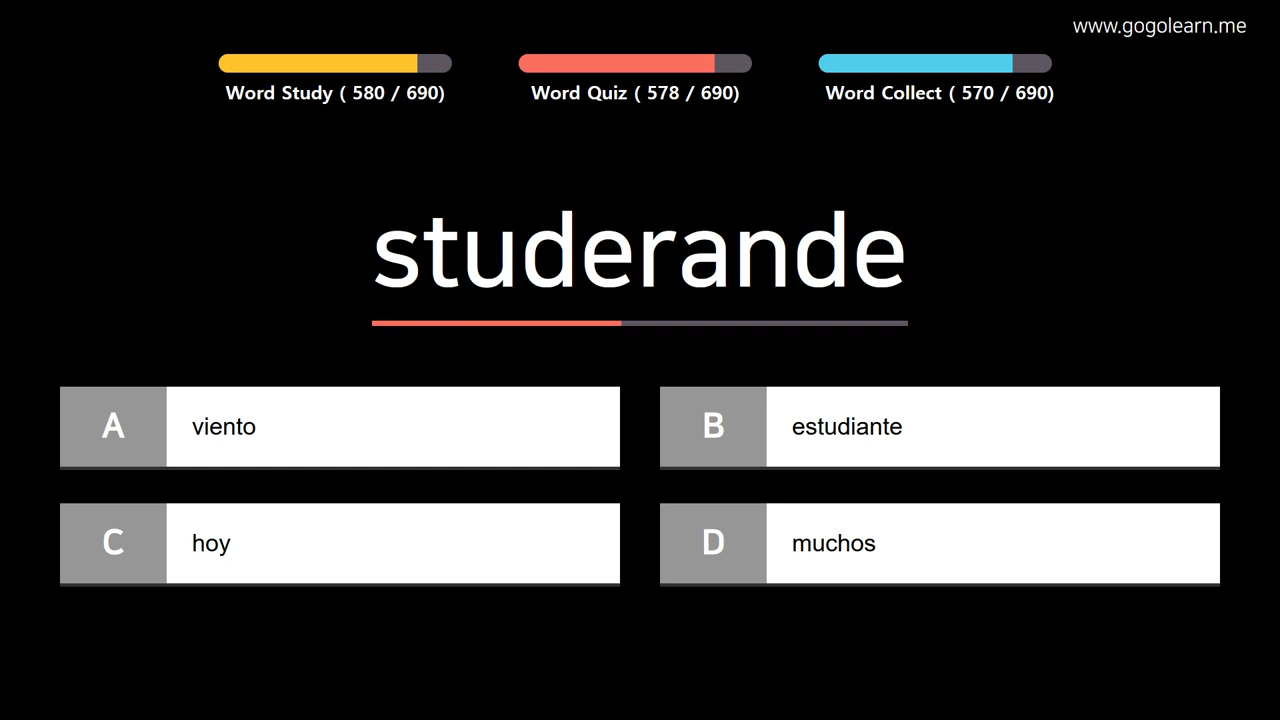 www.gogolearn.me
Word Study ( 580 / 690)
Word Quiz ( 578 / 690)
Word Collect ( 570 / 690)
studerande
A
viento
B
estudiante
C
hoy
D
muchos